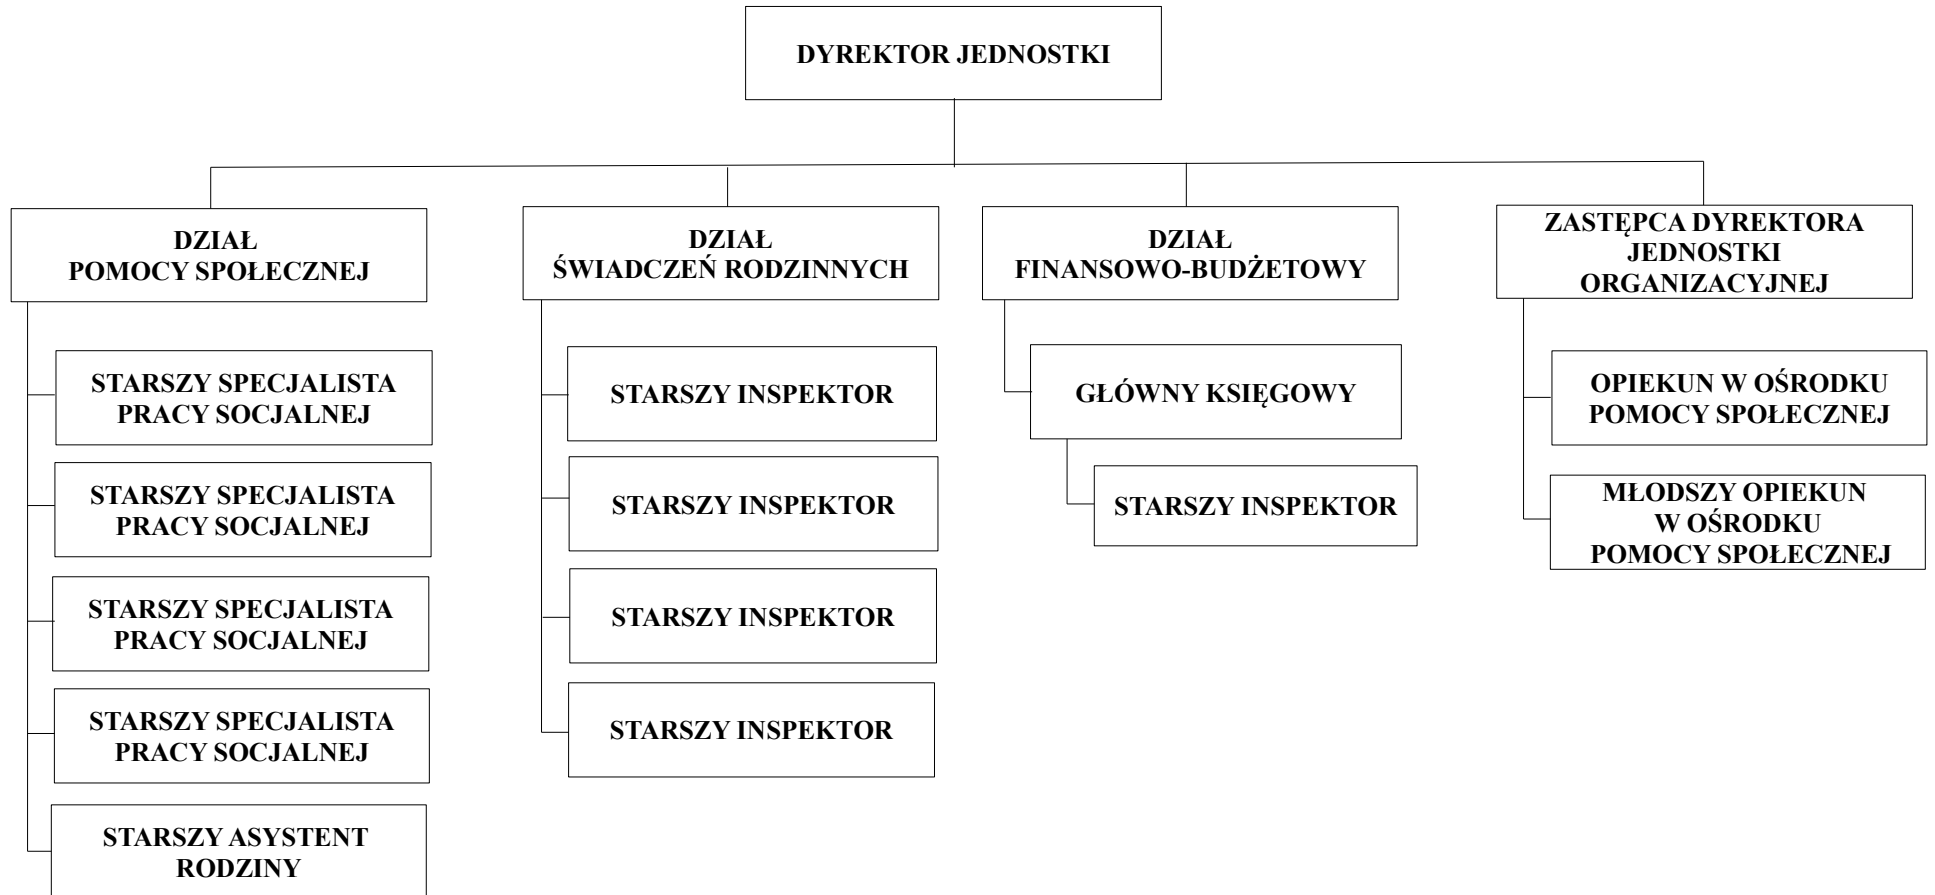 DYREKTOR JEDNOSTKI
DZIAŁ
POMOCY SPOŁECZNEJ
STARSZY SPECJALISTA
PRACY SOCJALNEJ
STARSZY SPECJALISTA
PRACY SOCJALNEJ
STARSZY SPECJALISTA
PRACY SOCJALNEJ
STARSZY SPECJALISTA
PRACY SOCJALNEJ
STARSZY ASYSTENT
RODZINY
DZIAŁ
ŚWIADCZEŃ RODZINNYCH
STARSZY INSPEKTOR
STARSZY INSPEKTOR
STARSZY INSPEKTOR
STARSZY INSPEKTOR
DZIAŁ
FINANSOWO-BUDŻETOWY
GŁÓWNY KSIĘGOWY
STARSZY INSPEKTOR
ZASTĘPCA DYREKTORA
JEDNOSTKI
ORGANIZACYJNEJ
OPIEKUN W OŚRODKU
POMOCY SPOŁECZNEJ
MŁODSZY OPIEKUN
W OŚRODKU
POMOCY SPOŁECZNEJ